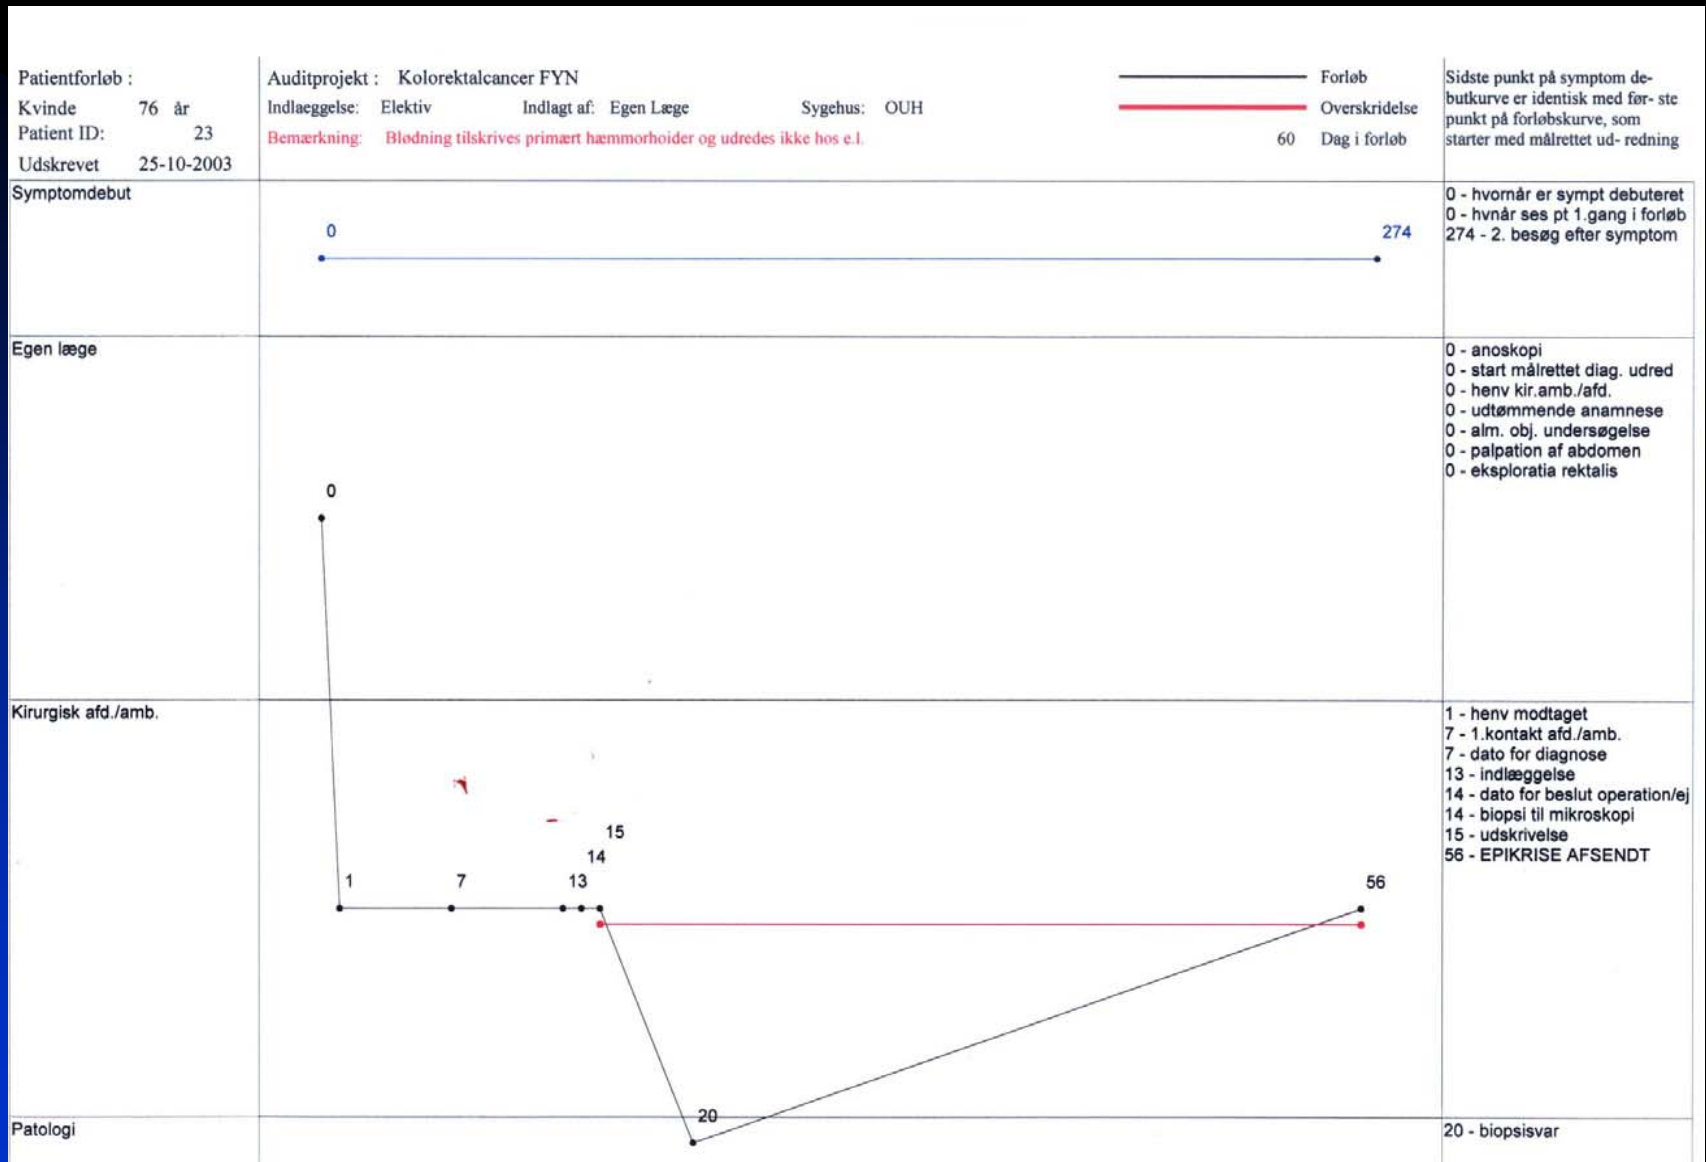 Patientforløb :
Kvinde 76 år
Patient ID: 23
Udskrevet 25-10-2003
Auditprojekt : Kolorektalcancer FYN
Indlaeggelse: Elektiv Indlagt af: Egen Læge Sygehus: OUH
Bemærkning: Blødning tilskrives primært hæmmorhoider og udredes ikke hos e.l.
Forløb
Overskridelse
60 Dag i forløb
Sidste punkt på symptom de-
butkurve er identisk med før- ste
punkt på forløbskurve, som
starter med målrettet ud- redning
Symptomdebut
0
274
0 - hvornår er sympt debuteret
0 - hvnår ses pt 1.gang i forløb
274 - 2. besøg efter symptom
Egen læge
0
0 - anoskopi
0 - start målrettet diag. udred
0 - henv kir.amb./afd.
0 - udtømmende anamnese
0 - alm. obj. undersøgelse
0 - palpation af abdomen
0 - eksploratia rektalis
Kirurgisk afd./amb.
15
14
1 7 13 56
1 - henv modtaget
7 - 1.kontakt afd./amb.
7 - dato for diagnose
13 - indlæggelse
14 - dato for beslut operation/ej
14 - biopsi til mikroskopi
15 - udskrivelse
56 - EPIKRISE AFSENDT
20
Patologi
20 - biopsisvar